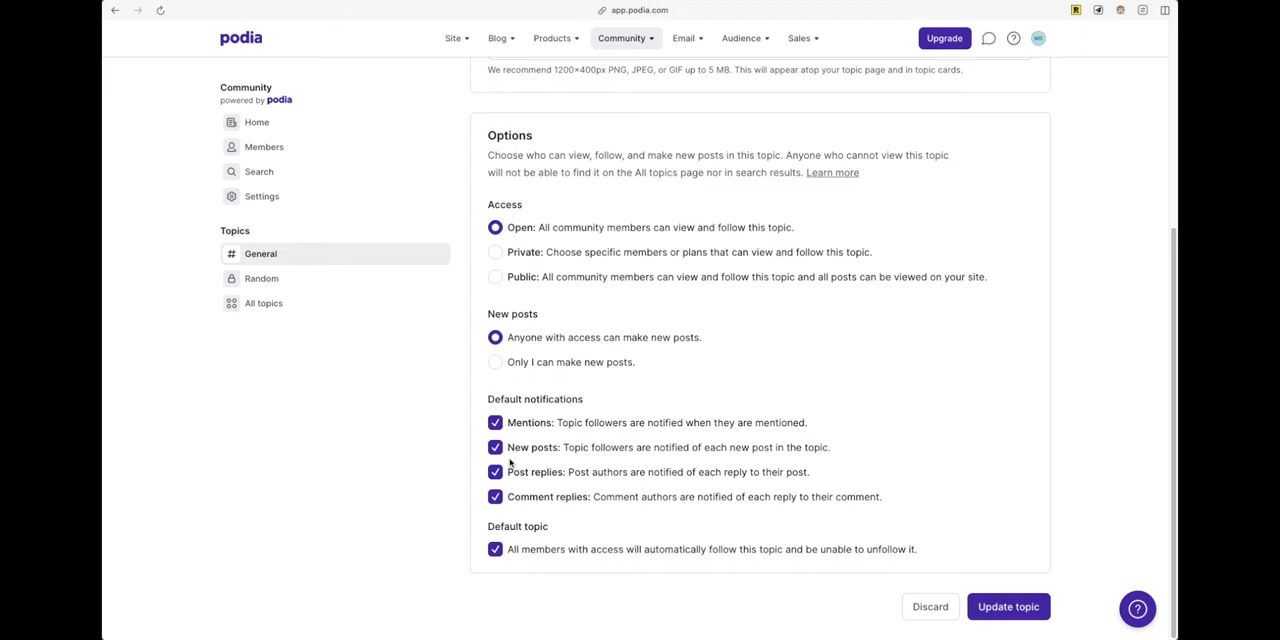 app.podia.com
podia
Site
Blog
Products
Community
Email
Audience
Sales
Upgrade
MD
Community
powered by podia
Home
Members
Search
Settings
Topics
General
Random
All topics
We recommend 1200×400px PNG, JPEG, or GIF up to 5 MB. This will appear atop your topic page and in topic cards.
Options
Choose who can view, follow, and make new posts in this topic. Anyone who cannot view this topic
will not be able to find it on the All topics page nor in search results. Learn more
Access
Open: All community members can view and follow this topic.
Private: Choose specific members or plans that can view and follow this topic.
Public: All community members can view and follow this topic and all posts can be viewed on your site.
New posts
Anyone with access can make new posts.
Only I can make new posts.
Default notifications
Mentions: Topic followers are notified when they are mentioned.
New posts: Topic followers are notified of each new post in the topic.
Post replies: Post authors are notified of each reply to their post.
Comment replies: Comment authors are notified of each reply to their comment.
Default topic
All members with access will automatically follow this topic and be unable to unfollow it.
Discard
Update topic